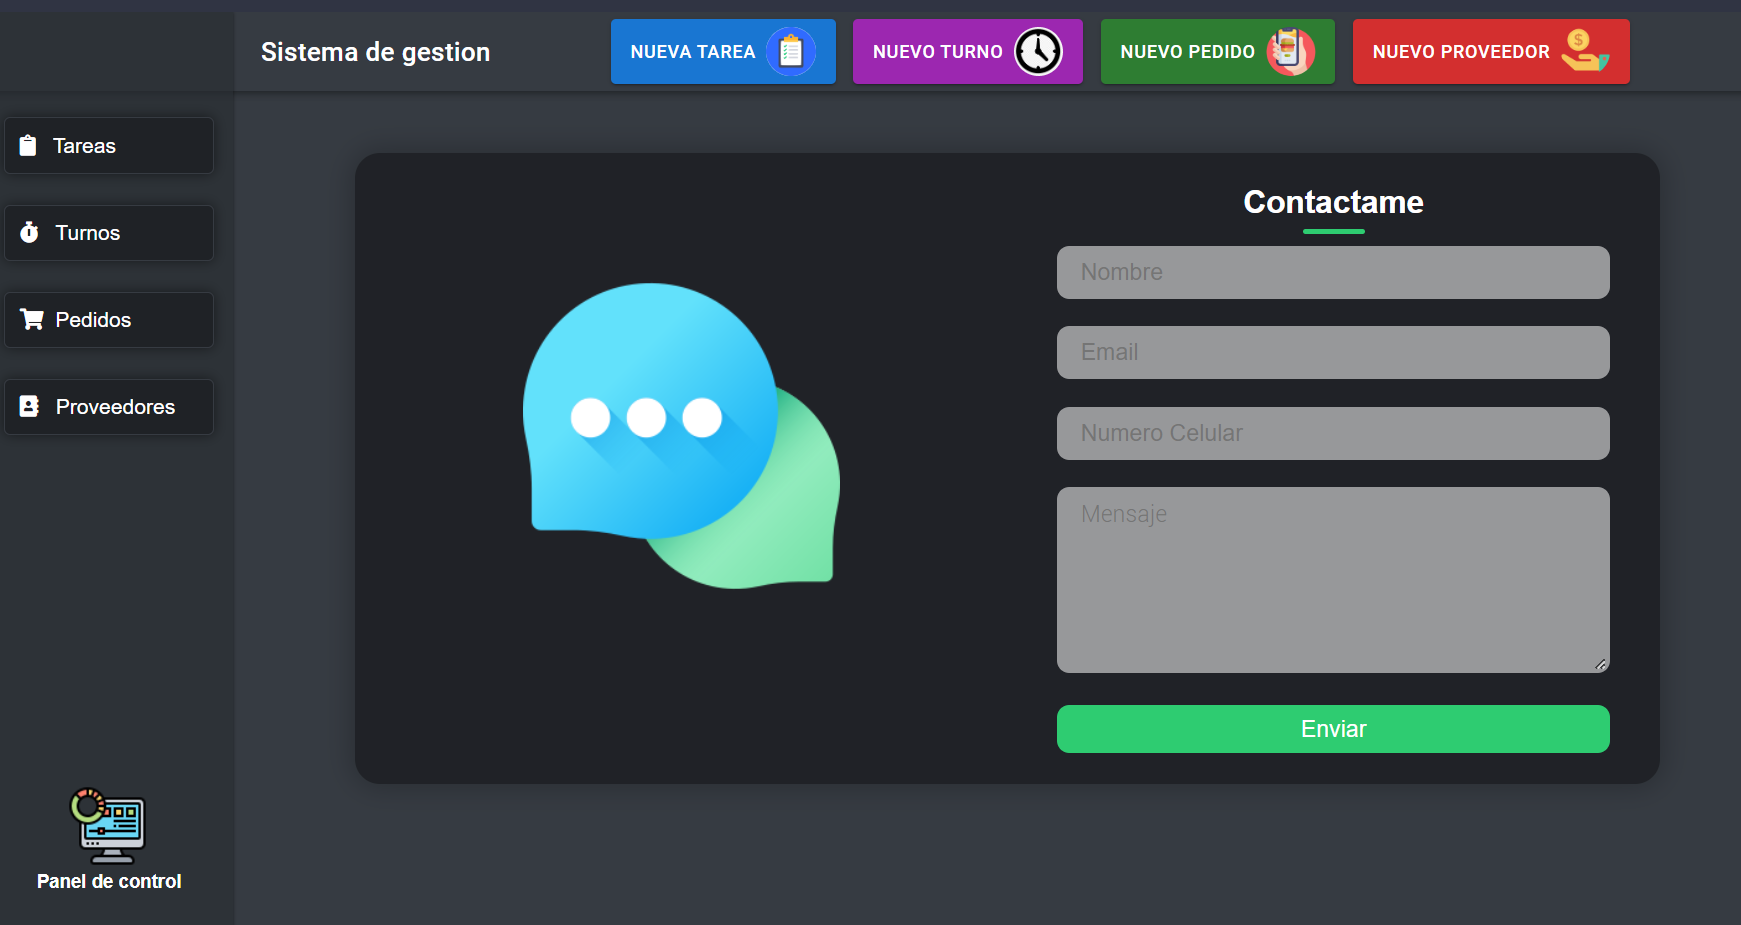 Sistema de gestion
NUEVA TAREA
NUEVO TURNO
NUEVO PEDIDO
NUEVO PROVEEDOR
Tareas
Turnos
Pedidos
Proveedores
Panel de control
Contactame
Nombre
Email
Numero Celular
Mensaje
Enviar